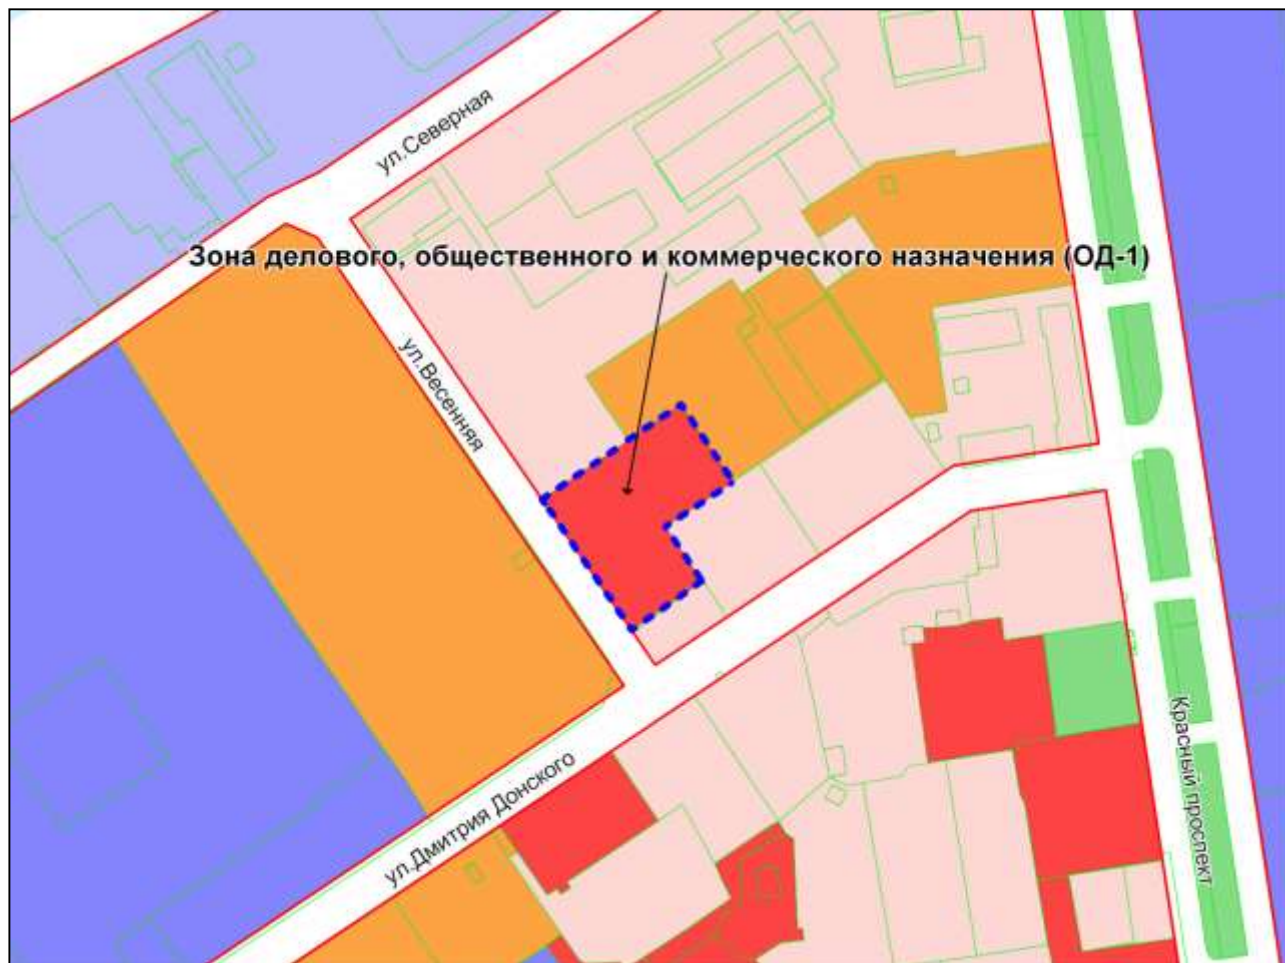 ул.Северная
Зона делового, общественного и коммерческого назначения (ОД-1)
ул.Весенняя
ул.Дмитрия Донского
Красный проспект